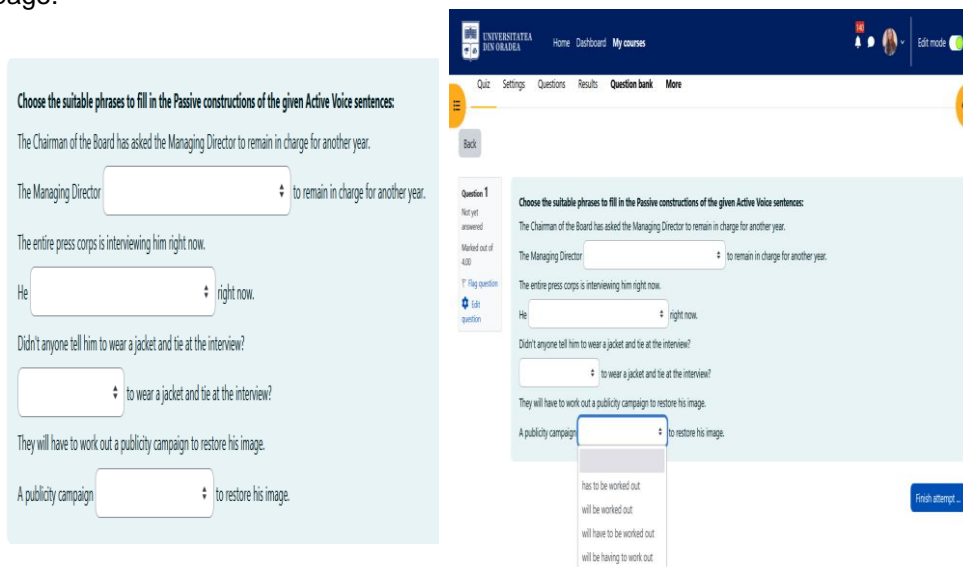 Choose the suitable phrases to fill in the Passive constructions of the given Active Voice sentences:
The Chairman of the Board has asked the Managing Director to remain in charge for another year.
The Managing Director to remain in charge for another year.
The entire press corps is interviewing him right now.
He right now.
Didn't anyone tell him to wear a jacket and tie at the interview?
to wear a jacket and tie at the interview?
They will have to work out a publicity campaign to restore his image.
A publicity campaign to restore his image.
UNIVERSITATEA
DIN ORADEA
Home Dashboard My courses
140
Edit mode
Quiz Settings Questions Results Question bank More
Back
Question 1
Not yet
answered
Marked out of
4.00
Flag question
Edit
question
Choose the suitable phrases to fill in the Passive constructions of the given Active Voice sentences:
The Chairman of the Board has asked the Managing Director to remain in charge for another year.
The Managing Director to remain in charge for another year.
The entire press corps is interviewing him right now.
He right now.
Didn't anyone tell him to wear a jacket and tie at the interview?
to wear a jacket and tie at the interview?
They will have to work out a publicity campaign to restore his image.
A publicity campaign to restore his image.
has to be worked out
will be worked out
will have to be worked out
will be having to work out
Finish attempt ...